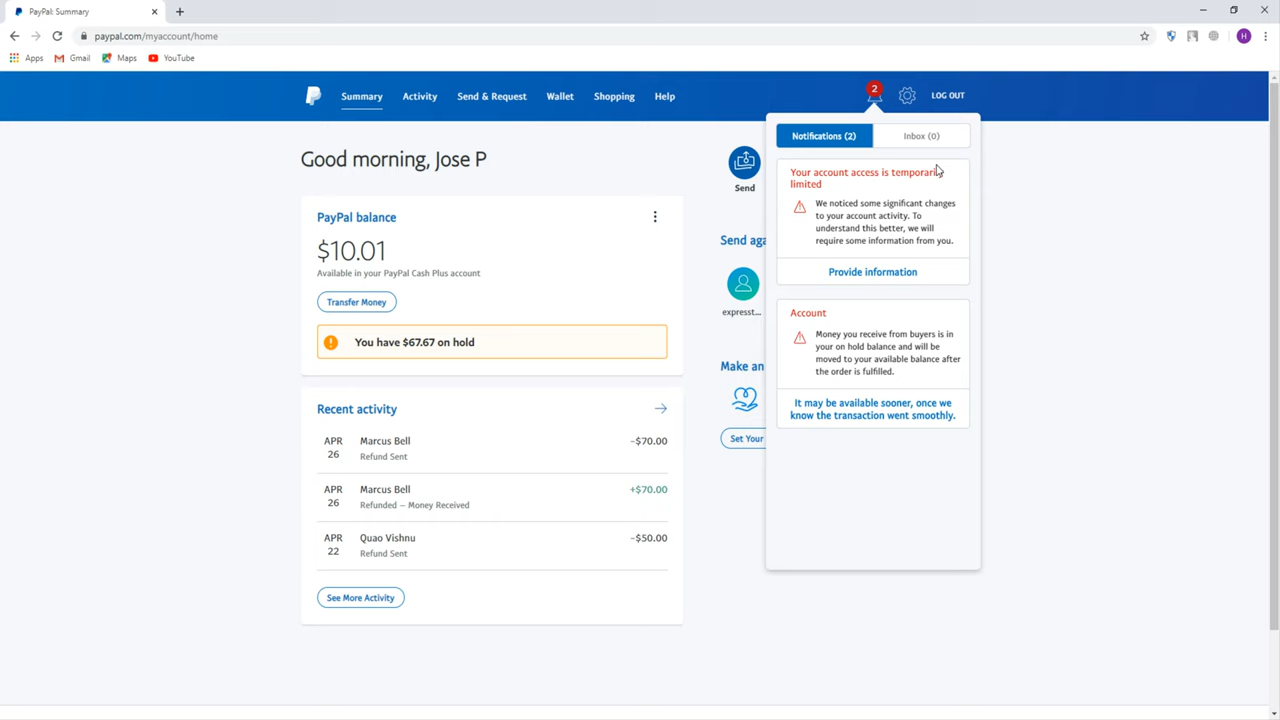 PayPal: Summary
paypal.com/myaccount/home
H
Apps
Gmail
Maps
YouTube
Summary
Activity
Send & Request
Wallet
Shopping
Help
2
LOG OUT
Good morning, Jose P
PayPal balance
$10.01
Available in your PayPal Cash Plus account
Transfer Money
You have $67.67 on hold
Recent activity
APR
26
Marcus Bell
Refund Sent
-$70.00
APR
26
Marcus Bell
Refunded – Money Received
+$70.00
APR
22
Quao Vishnu
Refund Sent
-$50.00
See More Activity
Send
Send aga
expresst...
Make an
Set Your
Notifications (2)
Inbox (0)
Your account access is temporarily
limited
We noticed some significant changes
to your account activity. To
understand this better, we will
require some information from you.
Provide information
Account
Money you receive from buyers is in
your on hold balance and will be
moved to your available balance after
the order is fulfilled.
It may be available sooner, once we
know the transaction went smoothly.